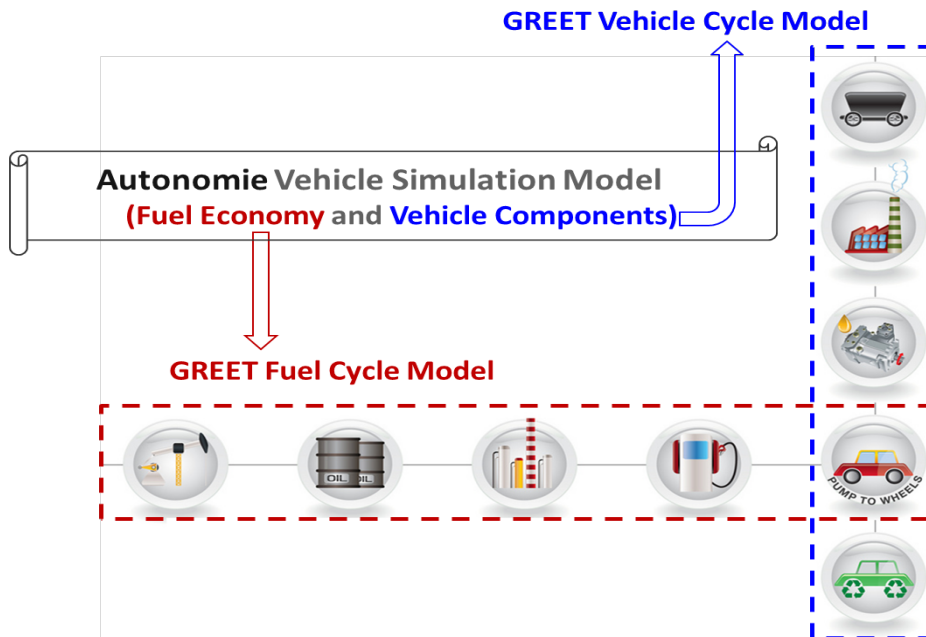 GREET Vehicle Cycle Model
Autonomie Vehicle Simulation Model
(Fuel Economy and Vehicle Components)
GREET Fuel Cycle Model
OIL OIL
PUMP TO WHEELS